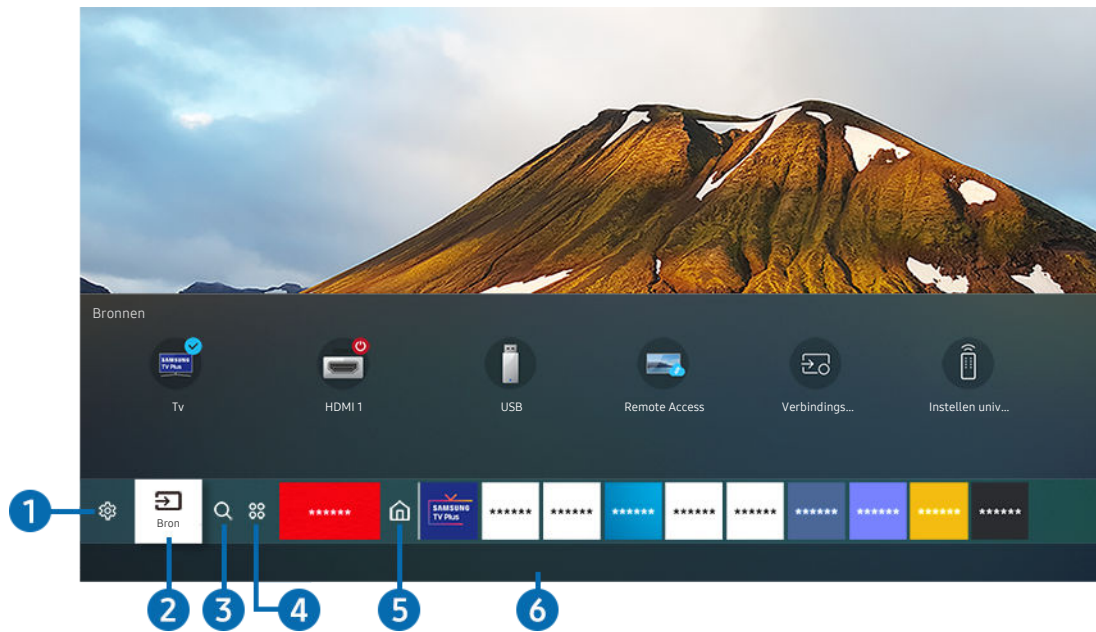 Bronnen
SAMSUNG
TV Plus
Tv
HDMI 1
USB
Remote Access
Verbindings...
Instellen univ...
1
Bron
******
SAMSUNG
TV Plus
******
******
******
******
******
******
******
******
******
2
3
4
5
6